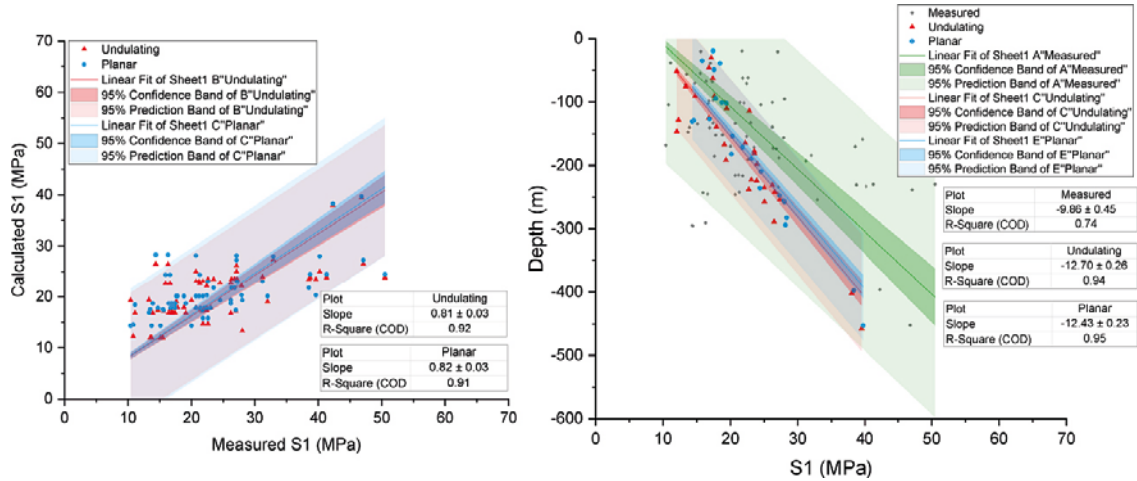 Undulating
Planar
Linear Fit of Sheet1 B"Undulating"
95% Confidence Band of B"Undulating"
95% Prediction Band of B"Undulating"
Linear Fit of Sheet1 C"Planar"
95% Confidence Band of C"Planar"
95% Prediction Band of C"Planar"
70
60
50
40
30
20
10
0
Calculated S1 (MPa)
Plot Undulating
Slope 0.81 ± 0.03
R-Square (COD) 0.92
Plot Planar
Slope 0.82 ± 0.03
R-Square (COD 0.91
0 10 20 30 40 50 60 70
Measured S1 (MPa)
Measured
Undulating
Planar
Linear Fit of Sheet1 A"Measured"
95% Confidence Band of A"Measured"
95% Prediction Band of A"Measured"
Linear Fit of Sheet1 C"Undulating"
95% Confidence Band of C"Undulating"
95% Prediction Band of C"Undulating"
Linear Fit of Sheet1 E"Planar"
95% Confidence Band of E"Planar"
95% Prediction Band of E"Planar"
0
-100
-200
-300
-400
-500
-600
Depth (m)
Plot Measured
Slope -9.86 ± 0.45
R-Square (COD) 0.74
Plot Undulating
Slope -12.70 ± 0.26
R-Square (COD) 0.94
Plot Planar
Slope -12.43 ± 0.23
R-Square (COD) 0.95
0 10 20 30 40 50 60 70
S1 (MPa)